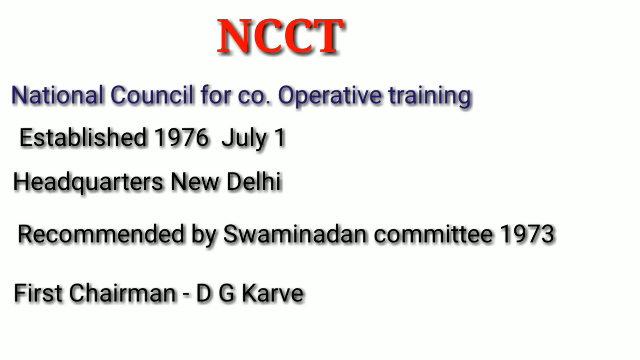 NCCT
National Council for co. Operative training
Established 1976 July 1
Headquarters New Delhi
Recommended by Swaminadan committee 1973
First Chairman - D G Karve